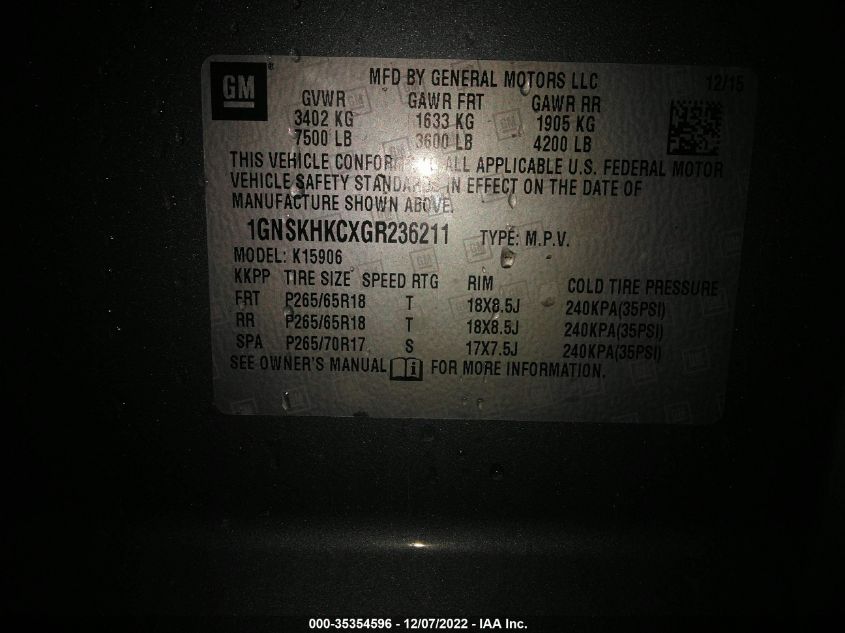 GM
MFD BY GENERAL MOTORS LLC 12/15
GVWR GAWR FRT GAWR RR
3402 KG 1633 KG 1905 KG
7500 LB 3600 LB 4200 LB
THIS VEHICLE CONFORMS TO ALL APPLICABLE U.S. FEDERAL MOTOR
VEHICLE SAFETY STANDARDS IN EFFECT ON THE DATE OF
MANUFACTURE SHOWN ABOVE.
1GNSKHKCXGR236211 TYPE: M.P.V.
MODEL: K15906
KKPP TIRE SIZE SPEED RTG RIM COLD TIRE PRESSURE
FRT P265/65R18 T 18X8.5J 240KPA(35PSI)
RR P265/65R18 T 18X8.5J 240KPA(35PSI)
SPA P265/70R17 S 17X7.5J 240KPA(35PSI)
SEE OWNER'S MANUAL FOR MORE INFORMATION.
000-35354596 - 12/07/2022 - IAA Inc.